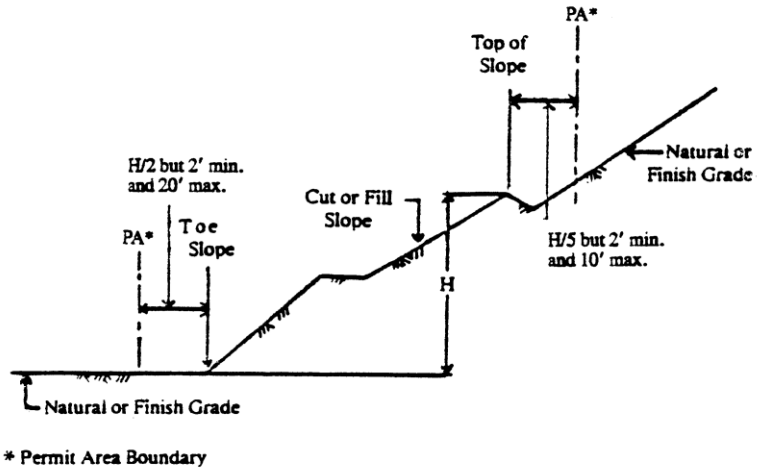 PA*
Top of
Slope
Natural or
Finish Grade
H/2 but 2' min.
and 20' max.
Cut or Fill
Slope
Toe
Slope
PA*
H/5 but 2' min.
and 10' max.
H
Natural or Finish Grade
* Permit Area Boundary